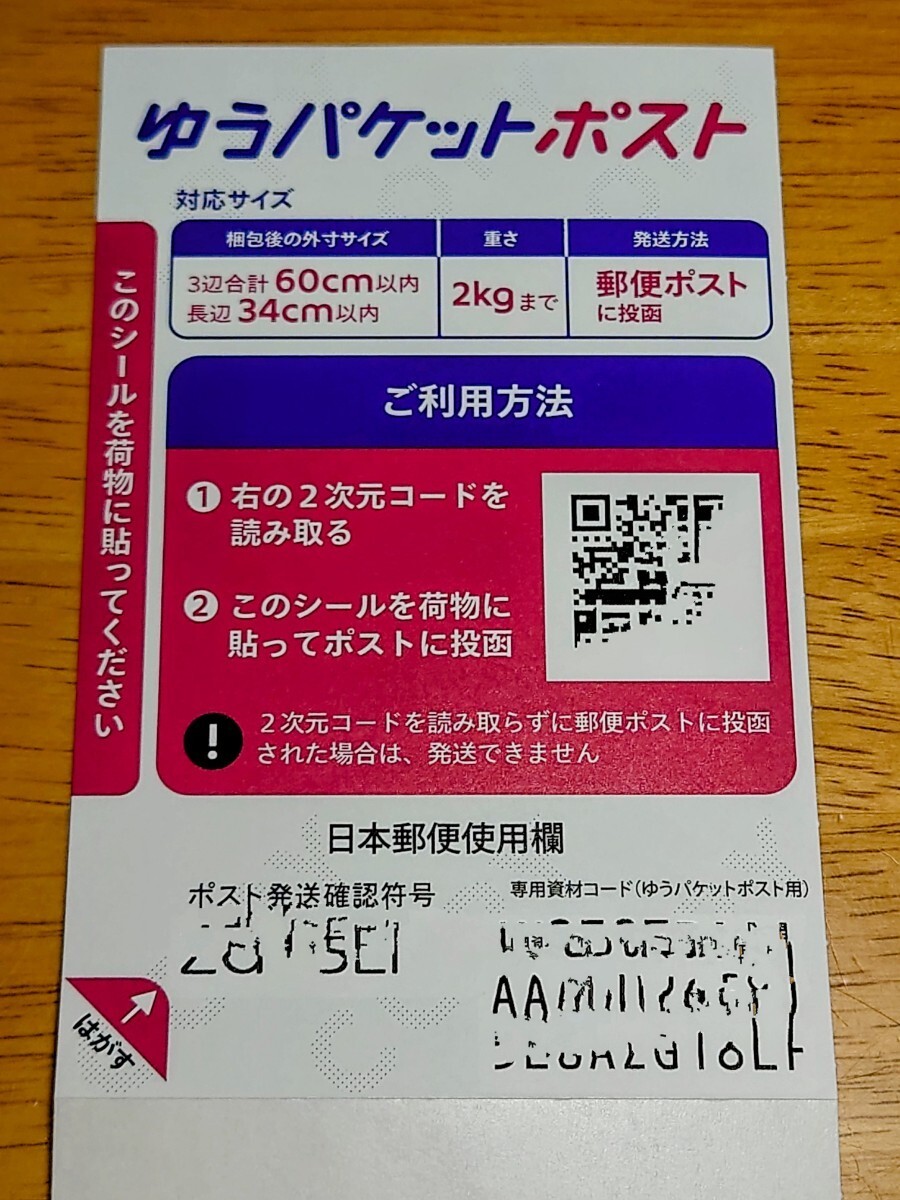 ゆうパケットポスト
対応サイズ
梱包後の外寸サイズ
重さ
発送方法
3辺合計 60cm以内
長辺 34cm以内
2kgまで
郵便ポスト
に投函
このシールを荷物に貼ってください
ご利用方法
1 右の2次元コードを
読み取る
2 このシールを荷物に
貼ってポストに投函
! 2次元コードを読み取らずに郵便ポストに投函
された場合は、発送できません
日本郵便使用欄
ポスト発送確認符号
専用資材コード(ゆうパケットポスト用)
はがす